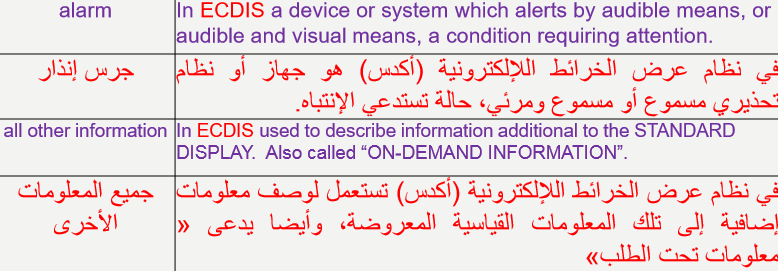 alarm
In ECDIS a device or system which alerts by audible means, or
audible and visual means, a condition requiring attention.
جرس إنذار
في نظام عرض الخرائط اللإلكترونية (أكدس) هو جهاز أو نظام
تحذيري مسموع أو مسموع ومرئي، حالة تستدعي الإنتباه.
all other information
In ECDIS used to describe information additional to the STANDARD
DISPLAY. Also called “ON-DEMAND INFORMATION”.
جميع المعلومات
الأخرى
في نظام عرض الخرائط اللإلكترونية (أكدس) تستعمل لوصف معلومات
إضافية إلى تلك المعلومات القياسية المعروضة، وأيضا يدعى «
معلومات تحت الطلب»